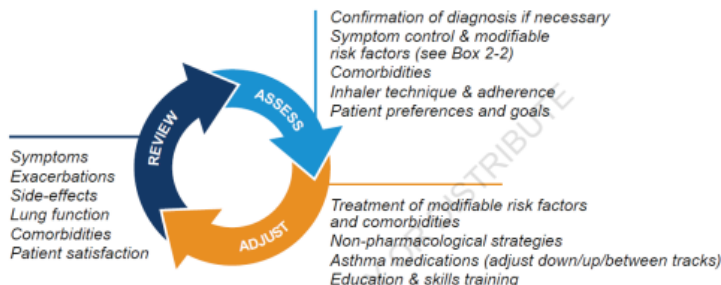 Confirmation of diagnosis if necessary
Symptom control & modifiable
risk factors (see Box 2-2)
Comorbidities
Inhaler technique & adherence
Patient preferences and goals
ASSESS
REVIEW
Symptoms
Exacerbations
Side-effects
Lung function
Comorbidities
Patient satisfaction
ADJUST
Treatment of modifiable risk factors
and comorbidities
Non-pharmacological strategies
Asthma medications (adjust down/up/between tracks)
Education & skills training